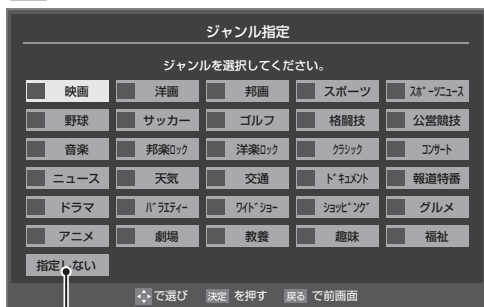 ジャンル指定
ジャンルを選択してください。
映画 洋画 邦画 スポーツ ｽﾎﾟｰﾂﾆｭｰｽ
野球 サッカー ゴルフ 格闘技 公営競技
音楽 邦楽ﾛｯｸ 洋楽ﾛｯｸ ｸﾗｼｯｸ ｺﾝｻｰﾄ
ニュース 天気 交通 ﾄﾞｷｭﾒﾝﾄ 報道特番
ドラマ ﾊﾞﾗｴﾃｨｰ ﾜｲﾄﾞｼｮｰ ｼｮｯﾋﾟﾝｸﾞ グルメ
アニメ 劇場 教養 趣味 福祉
指定しない
で選び 決定 を押す 戻る で前画面